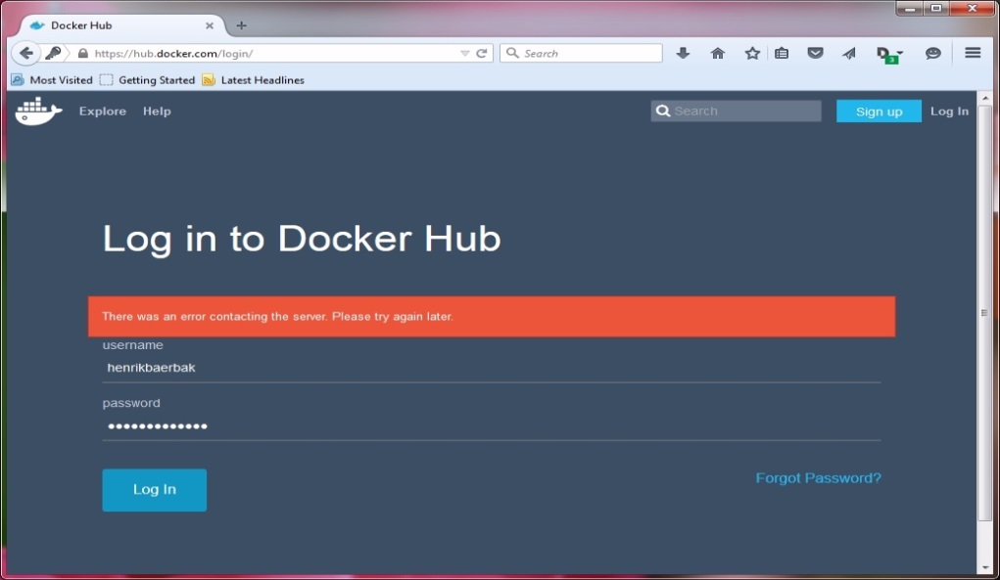 Docker Hub
https://hub.docker.com/login/
Search
D
3
Most Visited Getting Started Latest Headlines
Explore Help Search Sign up Log In
Log in to Docker Hub
There was an error contacting the server. Please try again later.
username
henrikbaerbak
password
•••••••••••••
Log In Forgot Password?